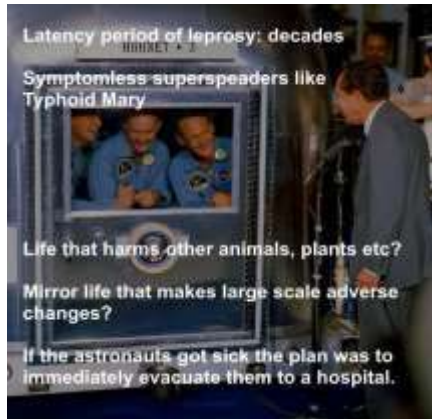 Latency period of leprosy: decades
HORNET + 3
Symptomless superspeaders like
Typhoid Mary
Life that harms other animals, plants etc?
Mirror life that makes large scale adverse
changes?
If the astronauts got sick the plan was to
immediately evacuate them to a hospital.